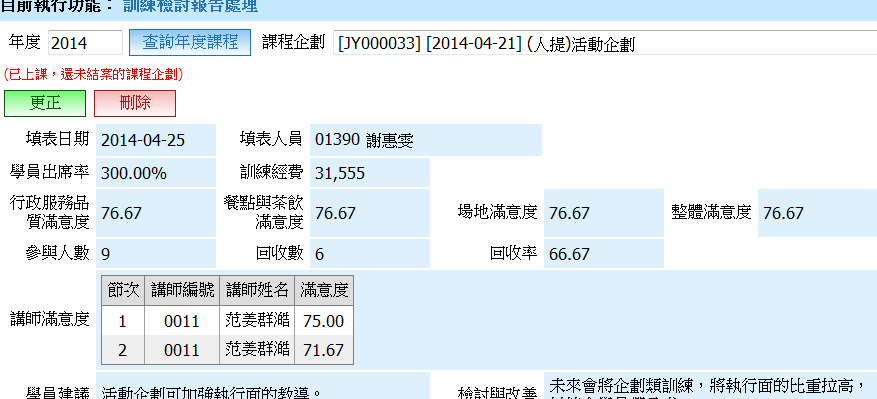 目前執行功能： 訓練檢討報告處理
年度 2014 查詢年度課程 課程企劃 [JY000033] [2014-04-21] (人提)活動企劃
(已上課，還未結案的課程企劃)
更正 刪除
填表日期 2014-04-25 填表人員 01390 謝惠雯
學員出席率 300.00% 訓練經費 31,555
行政服務品質滿意度 76.67 餐點與茶飲滿意度 76.67 場地滿意度 76.67 整體滿意度 76.67
參與人數 9 回收數 6 回收率 66.67
講師滿意度
節次 講師編號 講師姓名 滿意度
1 0011 范姜群澔 75.00
2 0011 范姜群澔 71.67
學員建議 活動企劃可加強執行面的教導。 檢討與改善 未來會將企劃類訓練，將執行面的比重拉高，